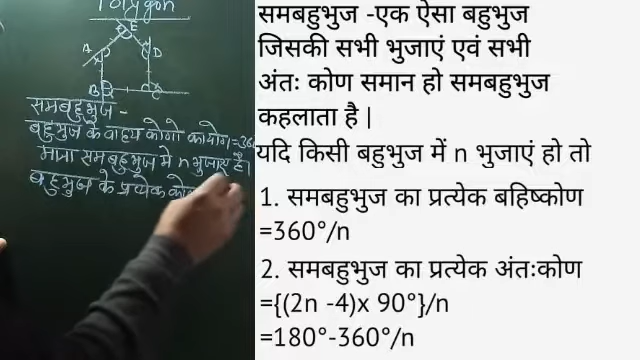 Polygon
E
A
D
B
C
समबहुभुज -
बहुभुज के वाह्य कोणो का योग=36
माना समबहुभुज मे n भुजाए है।
बहुभुज के प्रत्येक
समबहुभुज -एक ऐसा बहुभुज
जिसकी सभी भुजाएं एवं सभी
अंतः कोण समान हो समबहुभुज
कहलाता है |
यदि किसी बहुभुज में n भुजाएं हो तो
1. समबहुभुज का प्रत्येक बहिष्कोण
=360°/n
2. समबहुभुज का प्रत्येक अंतःकोण
={(2n -4)x 90°}/n
=180°-360°/n